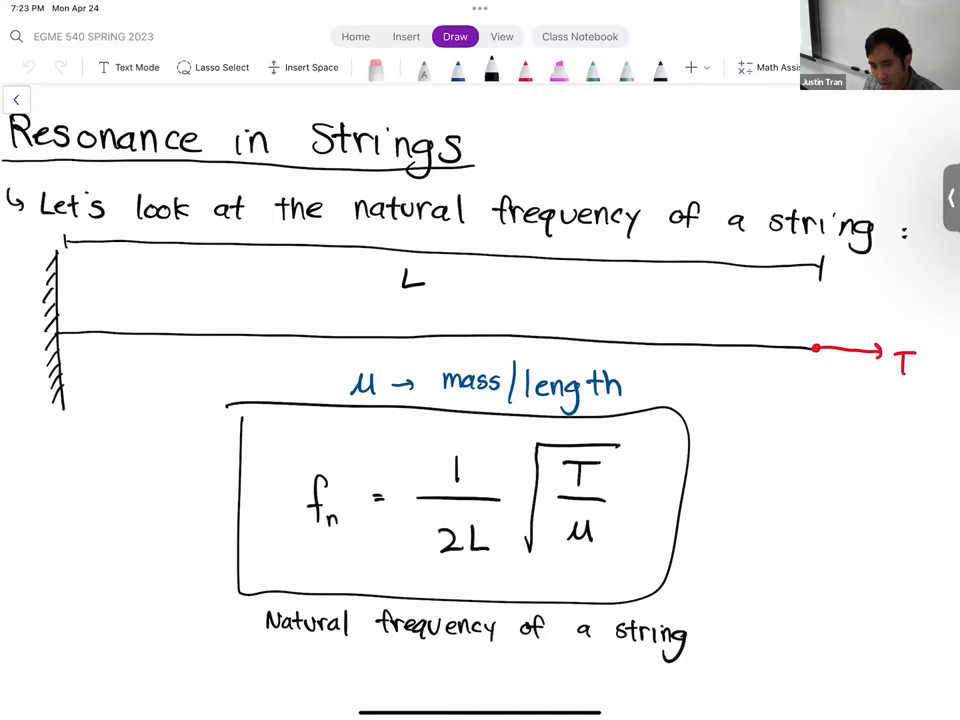 7:23 PM Mon Apr 24
EGME 540 SPRING 2023
Home Insert Draw View Class Notebook
Text Mode Lasso Select Insert Space Math Assis
Justin Tran
Resonance in Strings
↳ Let's look at the natural frequency of a string :
L
T
μ → mass/length
fn = 1/2L √T/μ
Natural frequency of a string